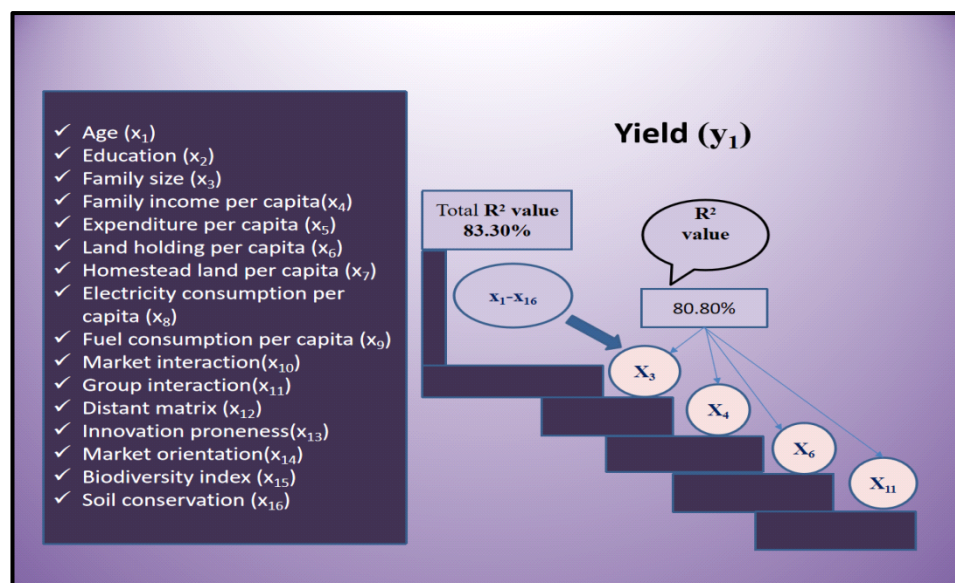 ✓ Age (x₁)
✓ Education (x₂)
✓ Family size (x₃)
✓ Family income per capita(x₄)
✓ Expenditure per capita (x₅)
✓ Land holding per capita (x₆)
✓ Homestead land per capita (x₇)
✓ Electricity consumption per
capita (x₈)
✓ Fuel consumption per capita (x₉)
✓ Market interaction(x₁₀)
✓ Group interaction(x₁₁)
✓ Distant matrix (x₁₂)
✓ Innovation proneness(x₁₃)
✓ Market orientation(x₁₄)
✓ Biodiversity index (x₁₅)
✓ Soil conservation (x₁₆)
Yield (y₁)
Total R² value
83.30%
R²
value
x₁-x₁₆
80.80%
X₃
X₄
X₆
X₁₁